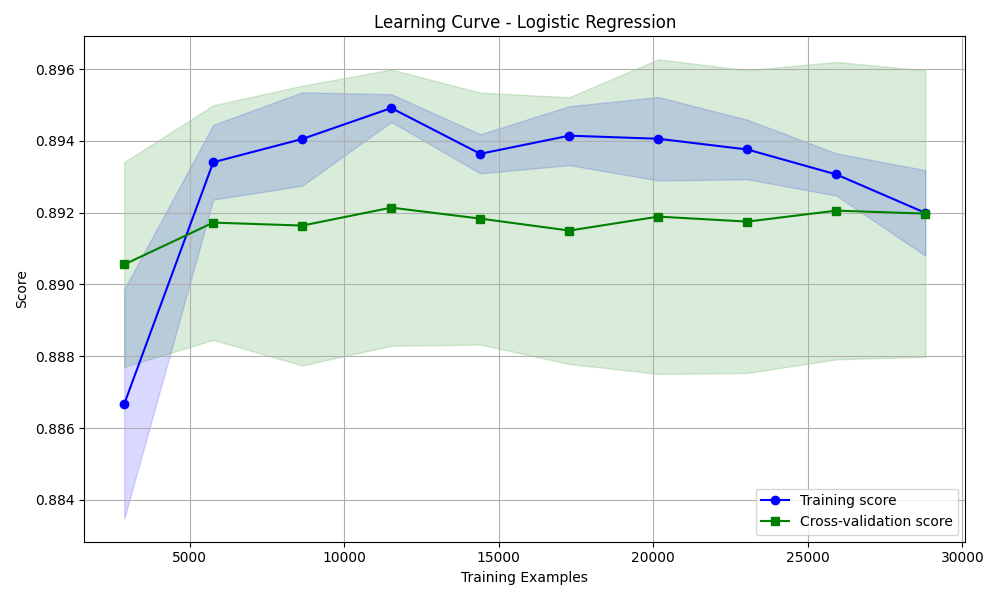 Learning Curve - Logistic Regression
0.896
0.894
0.892
0.890
0.888
0.886
0.884
Score
5000 10000 15000 20000 25000 30000
Training Examples
Training score
Cross-validation score